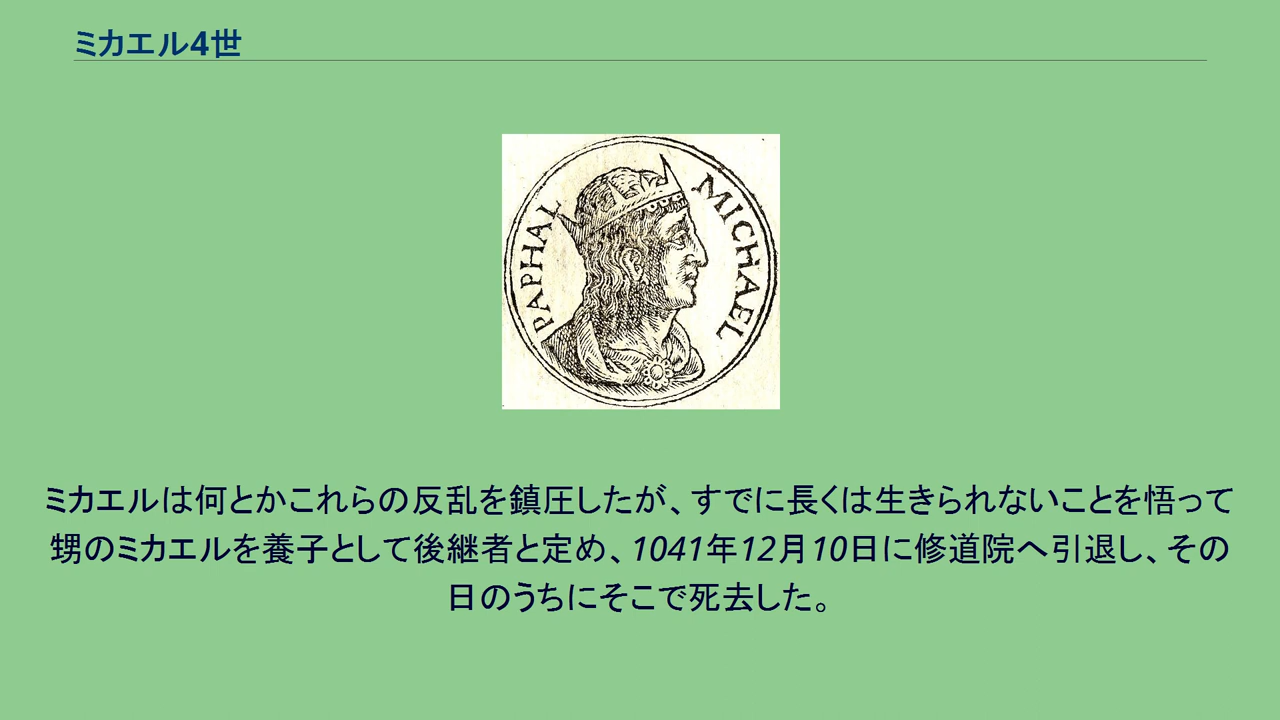 ミカエル4世
PAPHAL MICHAEL
ミカエルは何とかこれらの反乱を鎮圧したが、すでに長くは生きられないことを悟って
甥のミカエルを養子として後継者と定め、1041年12月10日に修道院へ引退し、その
日のうちにそこで死去した。